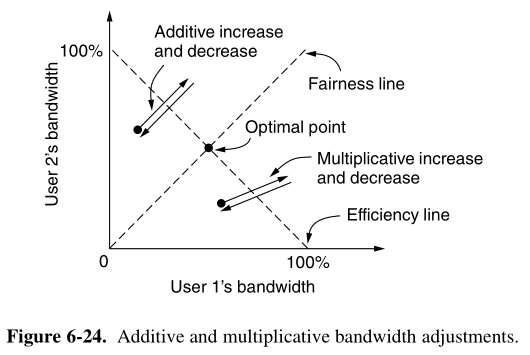 Additive increase
and decrease
100%
Fairness line
User 2's bandwidth
Optimal point
Multiplicative increase
and decrease
Efficiency line
0
100%
User 1's bandwidth
Figure 6-24. Additive and multiplicative bandwidth adjustments.